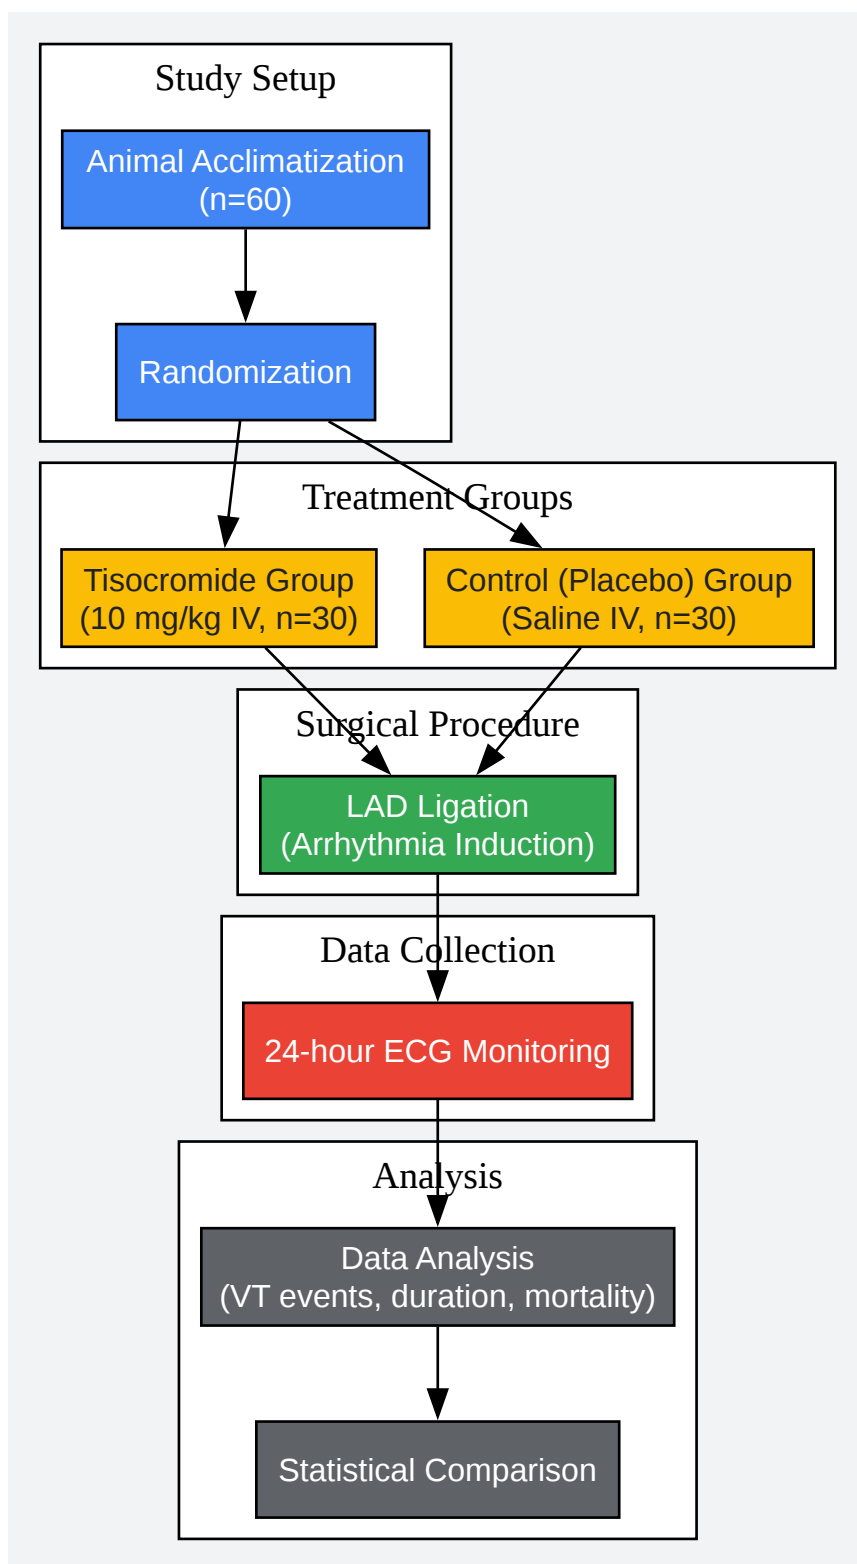 Study Setup
Animal Acclimatization
(n=60)
Randomization
Treatment Groups
Tisocromide Group
(10 mg/kg IV, n=30)
Control (Placebo) Group
(Saline IV, n=30)
Surgical Procedure
LAD Ligation
(Arrhythmia Induction)
Data Collection
24-hour ECG Monitoring
Analysis
Data Analysis
(VT events, duration, mortality)
Statistical Comparison